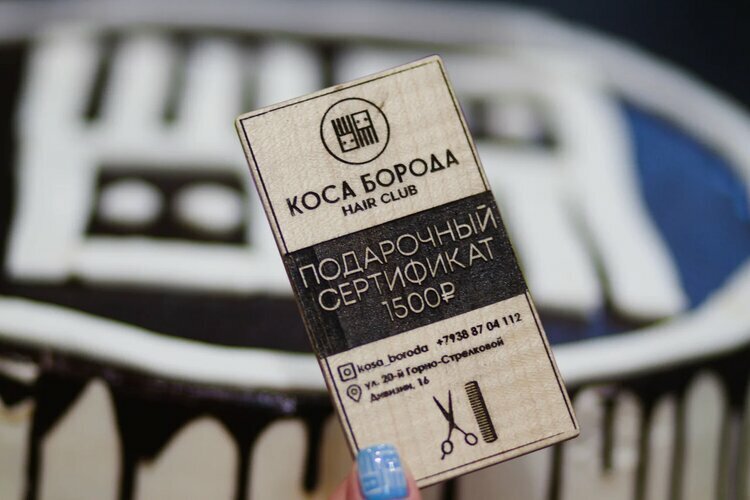 КОСА БОРОДА
HAIR CLUB
ПОДАРОЧНЫЙ
СЕРТИФИКАТ
1500₽
kosa_boroda +7938 87 04 112
ул. 20-й Горно-Стрелковой
Дивизии, 16